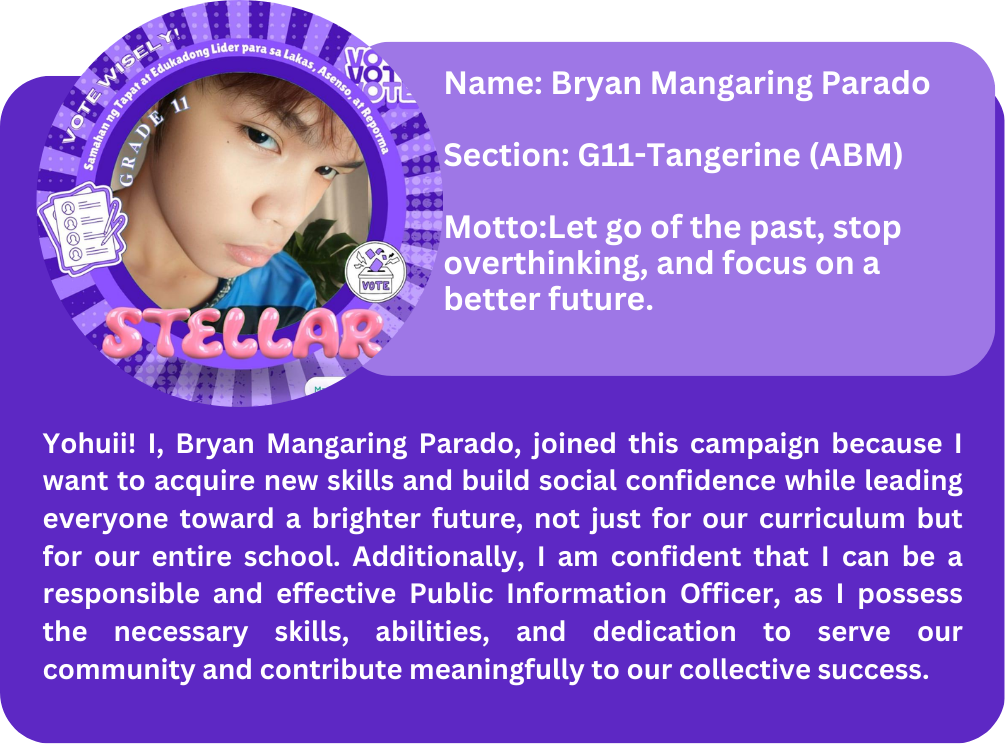 VOTE WISELY!
Samahan ng Tapat at Edukadong Lider para sa Lakas, Asenso, at Reporma
VOTE
VOTE
VOTE
GRADE 11
VOTE
STELLAR
Name: Bryan Mangaring Parado
Section: G11-Tangerine (ABM)
Motto:Let go of the past, stop
overthinking, and focus on a
better future.
Yohuii! I, Bryan Mangaring Parado, joined this campaign because I
want to acquire new skills and build social confidence while leading
everyone toward a brighter future, not just for our curriculum but
for our entire school. Additionally, I am confident that I can be a
responsible and effective Public Information Officer, as I possess
the necessary skills, abilities, and dedication to serve our
community and contribute meaningfully to our collective success.